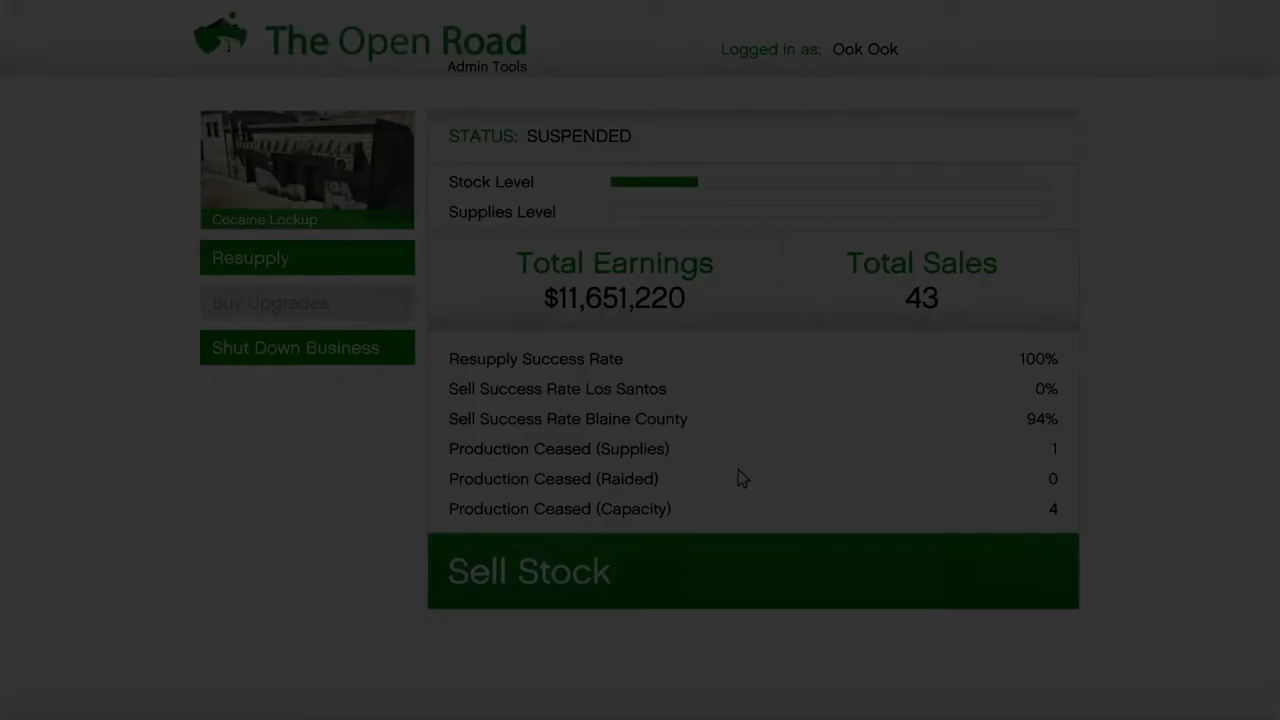 The Open Road
Admin Tools
Logged in as: Ook Ook
Cocaine Lockup
Resupply
Buy Upgrades
Shut Down Business
STATUS: SUSPENDED
Stock Level
Supplies Level
Total Earnings
$11,651,220
Total Sales
43
Resupply Success Rate 100%
Sell Success Rate Los Santos 0%
Sell Success Rate Blaine County 94%
Production Ceased (Supplies) 1
Production Ceased (Raided) 0
Production Ceased (Capacity) 4
Sell Stock